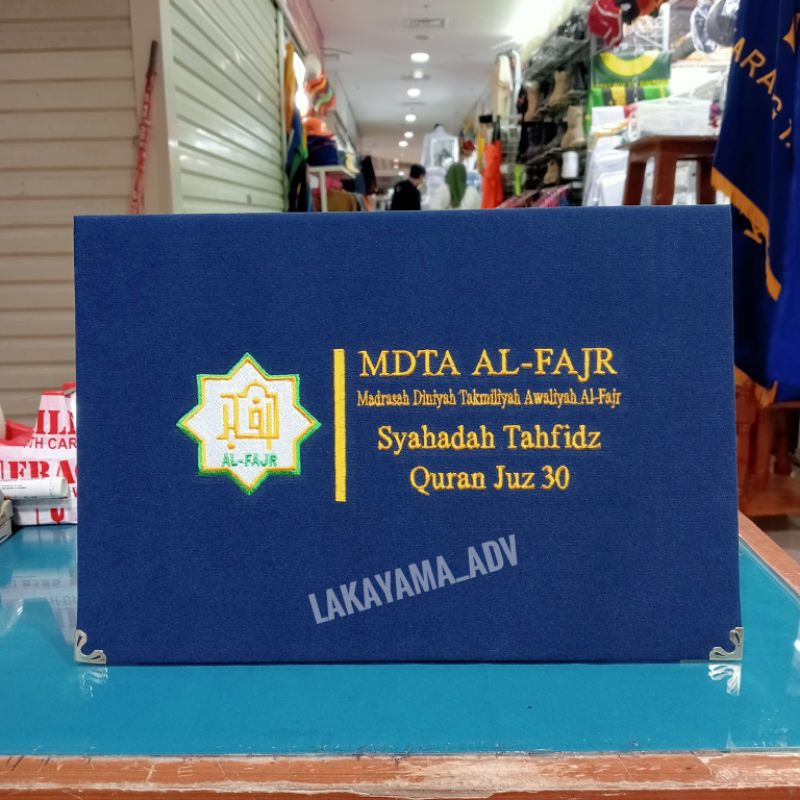 MDTA AL-FAJR
Madrasah Diniyah Takmiliyah Awaliyah Al-Fajr
Syahadah Tahfidz
Quran Juz 30
الفجر
AL-FAJR
LAKAYAMA_ADV